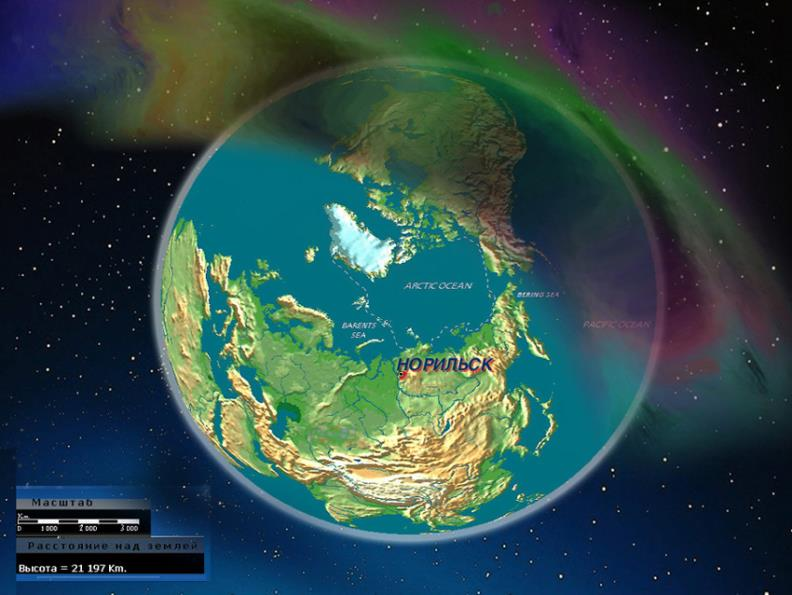 ARCTIC OCEAN
BERING SEA
BARENTS
SEA
PACIFIC OCEAN
НОРИЛЬСК
Масштаб
Km.
0 1 000 2 000 3 000
Расстояние над землей
Высота = 21 197 Km.